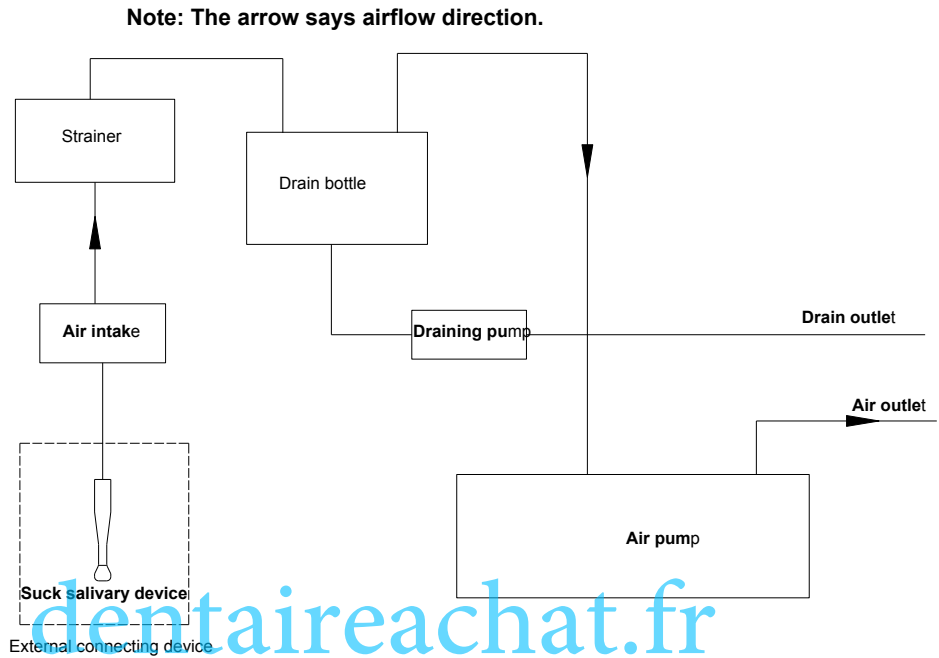 Note: The arrow says airflow direction.
Strainer
Drain bottle
Air intake
Draining pump
Drain outlet
Air outlet
Air pump
Suck salivary device
dentaireachat.fr
External connecting device